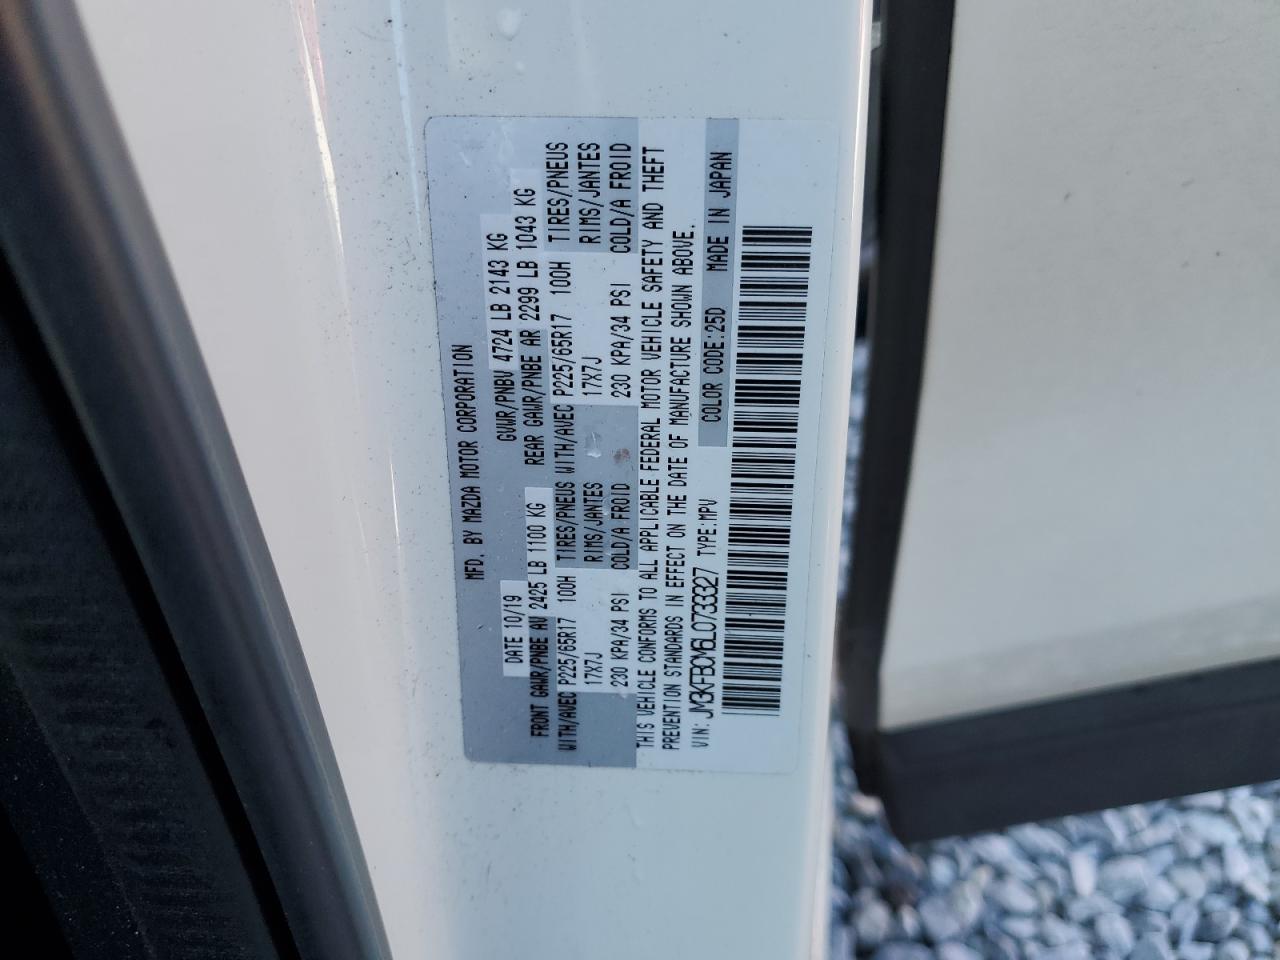 MFD. BY MAZDA MOTOR CORPORATION
DATE 10/19 GVWR/PNBV 4724 LB 2143 KG
FRONT GAWR/PNBE AV 2425 LB 1100 KG REAR GAWR/PNBE AR 2299 LB 1043 KG
WITH/AVEC P225/65R17 100H TIRES/PNEUS WITH/AVEC P225/65R17 100H TIRES/PNEUS
17X7J RIMS/JANTES 17X7J RIMS/JANTES
230 KPA/34 PSI COLD/A FROID 230 KPA/34 PSI COLD/A FROID
THIS VEHICLE CONFORMS TO ALL APPLICABLE FEDERAL MOTOR VEHICLE SAFETY AND THEFT
PREVENTION STANDARDS IN EFFECT ON THE DATE OF MANUFACTURE SHOWN ABOVE.
VIN: JM3KFBCM6L0733327 TYPE:MPV COLOR CODE:25D MADE IN JAPAN